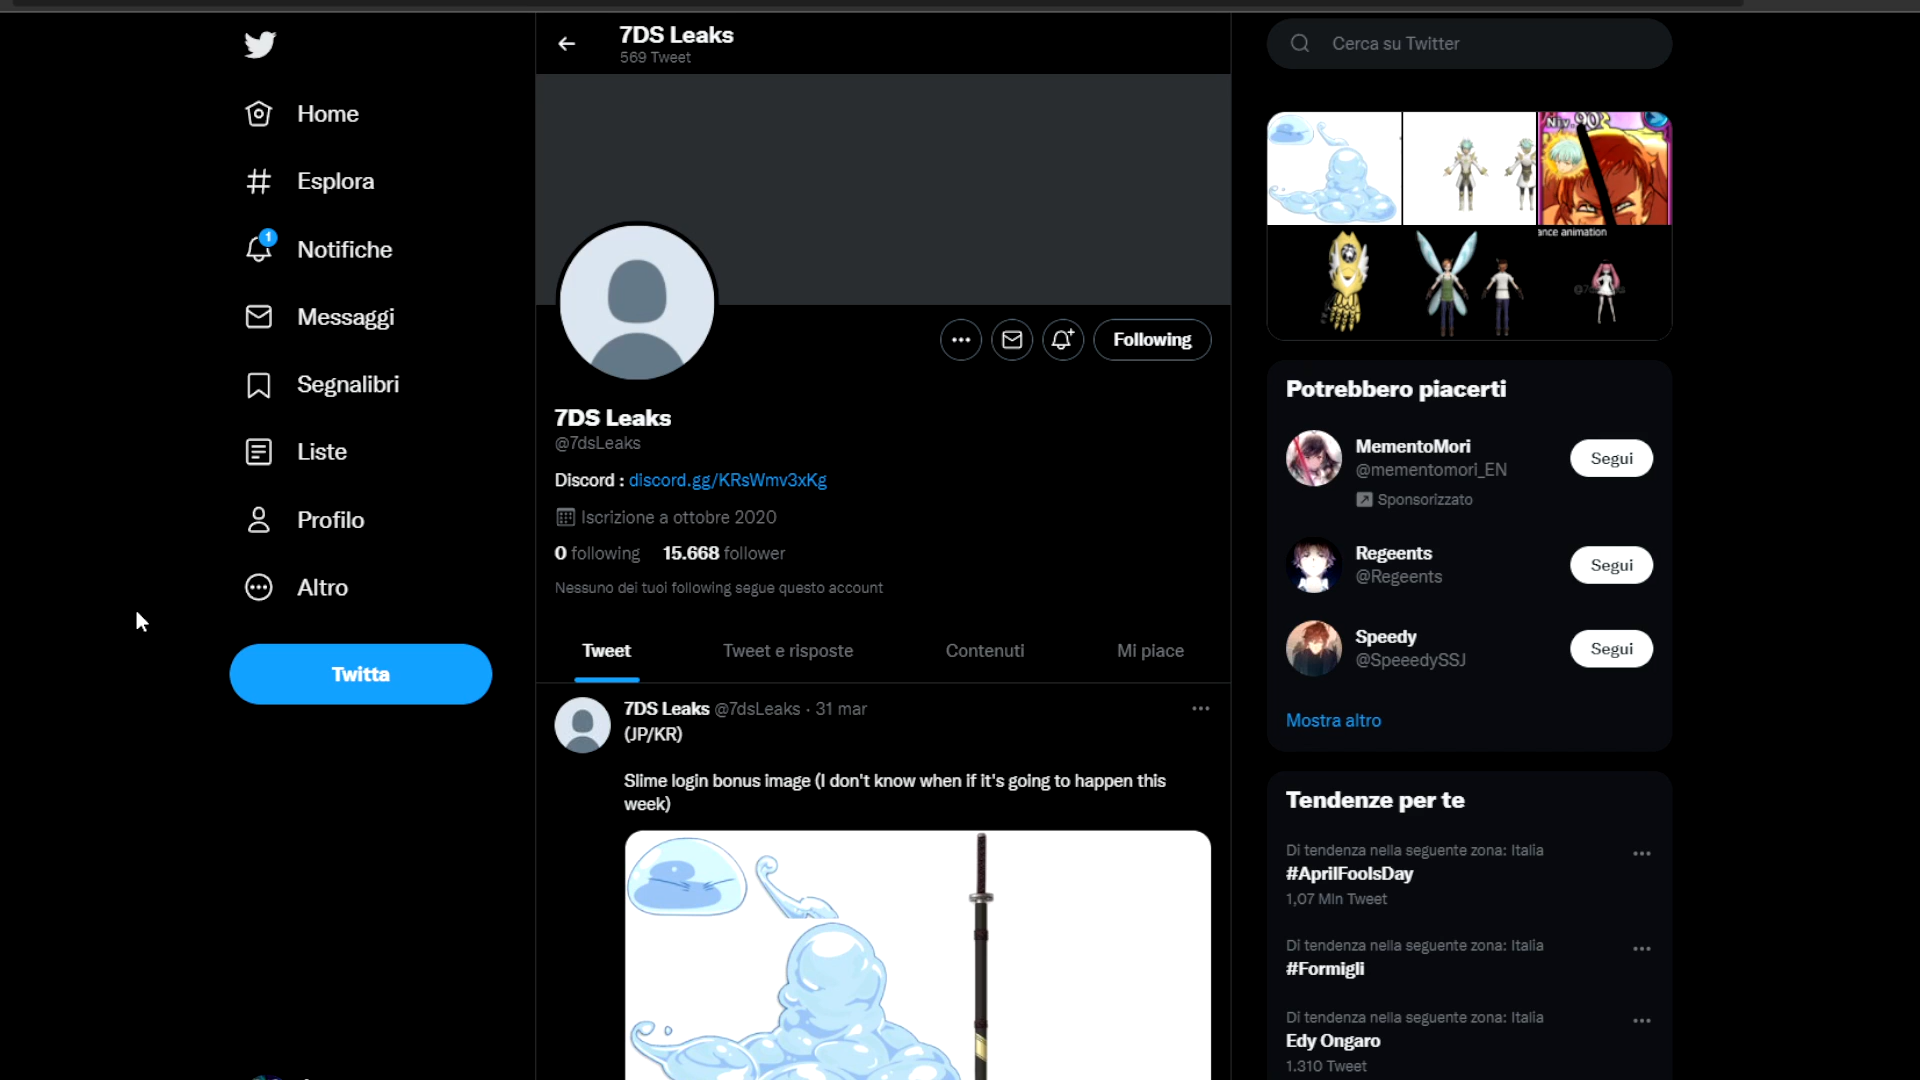 7DS Leaks
569 Tweet
Home
Esplora
1
Notifiche
Messaggi
Segnalibri
Liste
Profilo
Altro
Twitta
Following
7DS Leaks
@7dsLeaks
Discord : discord.gg/KRsWmv3xKg
Iscrizione a ottobre 2020
0 following 15.668 follower
Nessuno dei tuoi following segue questo account
Tweet Tweet e risposte Contenuti Mi piace
7DS Leaks @7dsLeaks · 31 mar
(JP/KR)
Slime login bonus image (I don't know when if it's going to happen this
week)
Cerca su Twitter
Niv. 90
ance animation
Potrebbero piacerti
MementoMori
@mementomori_EN
Segui
Sponsorizzato
Regeents
@Regeents
Segui
Speedy
@SpeeedySSJ
Segui
Mostra altro
Tendenze per te
Di tendenza nella seguente zona: Italia
#AprilFoolsDay
1,07 Mln Tweet
Di tendenza nella seguente zona: Italia
#Formigli
Di tendenza nella seguente zona: Italia
Edy Ongaro
1.310 Tweet